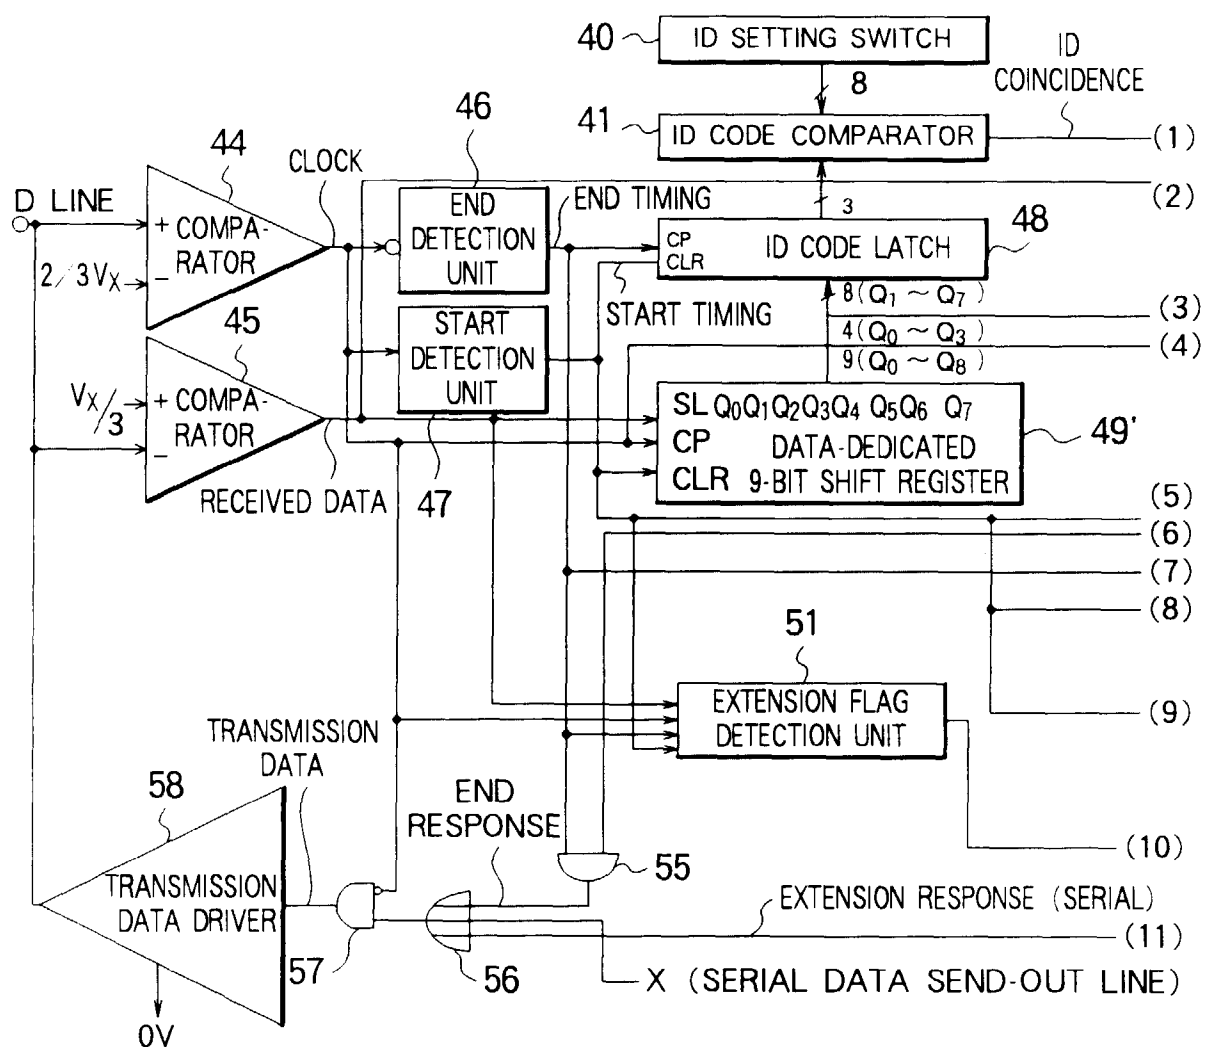 40
ID SETTING SWITCH
8
ID
COINCIDENCE
41
ID CODE COMPARATOR
(1)
(2)
44
CLOCK
46
D LINE
+
COMPA-
RATOR
2/3VX
−
END
DETECTION
UNIT
END TIMING
3
CP
CLR
ID CODE LATCH
48
START TIMING
8(Q1 ~ Q7)
(3)
4(Q0 ~ Q3)
(4)
9(Q0 ~ Q8)
45
START
DETECTION
UNIT
VX/3
+
COMPA-
RATOR
−
RECEIVED DATA
47
SL Q0Q1Q2Q3Q4 Q5Q6 Q7
CP DATA-DEDICATED
CLR 9-BIT SHIFT REGISTER
49'
(5)
(6)
(7)
(8)
51
EXTENSION FLAG
DETECTION UNIT
(9)
TRANSMISSION
DATA
58
END
RESPONSE
(10)
55
TRANSMISSION
DATA DRIVER
EXTENSION RESPONSE (SERIAL)
(11)
57
56
X (SERIAL DATA SEND-OUT LINE)
0V